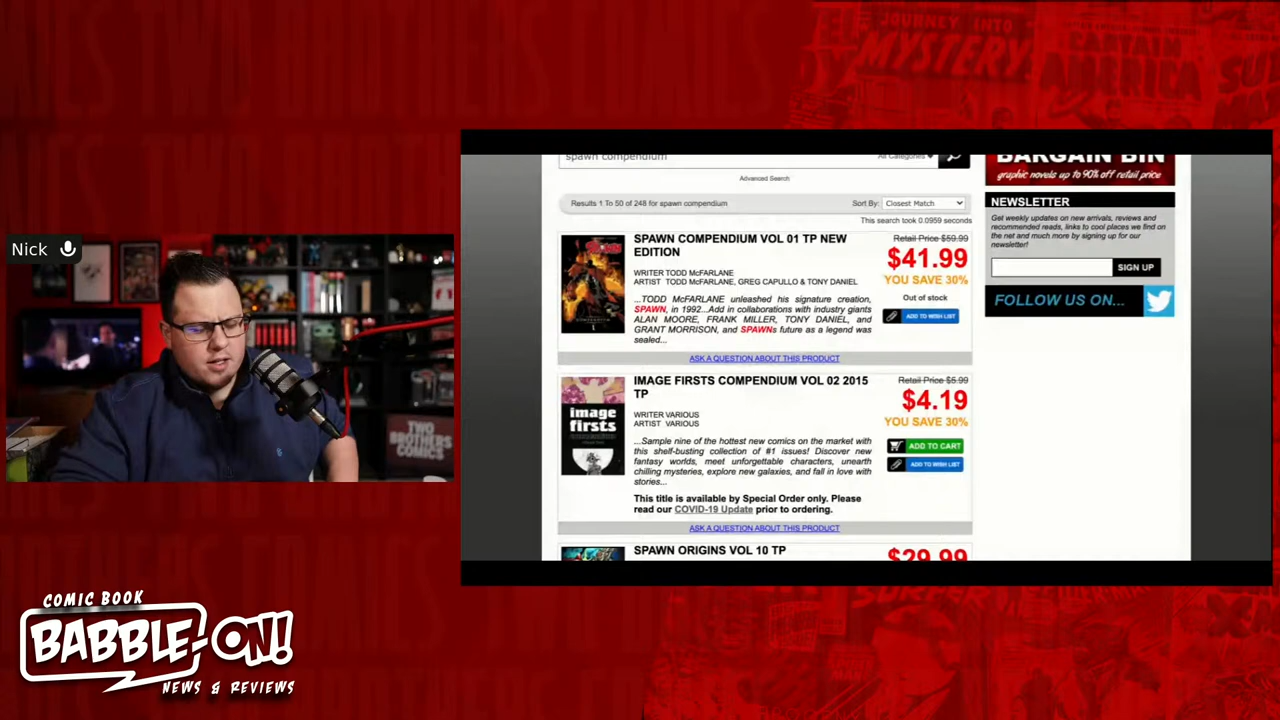 JOURNEY INTO
MYSTERY
CAPTAIN
AMERICA
Nick
TWO
BROTHERS
COMICS
COMIC BOOK
BABBLE-ON!
NEWS & REVIEWS
spawn compendium
All Categories
Advanced Search
Results 1 To 50 of 248 for spawn compendium
Sort By: Closest Match
This search took 0.0959 seconds
SPAWN COMPENDIUM VOL 01 TP NEW
EDITION
WRITER TODD McFARLANE
ARTIST TODD McFARLANE, GREG CAPULLO & TONY DANIEL
...TODD McFARLANE unleashed his signature creation,
SPAWN, in 1992...Add in collaborations with industry giants
ALAN MOORE, FRANK MILLER, TONY DANIEL, and
GRANT MORRISON, and SPAWNs future as a legend was
sealed...
Retail Price $59.99
$41.99
YOU SAVE 30%
Out of stock
ADD TO WISH LIST
ASK A QUESTION ABOUT THIS PRODUCT
image
firsts
IMAGE FIRSTS COMPENDIUM VOL 02 2015
TP
WRITER VARIOUS
ARTIST VARIOUS
...Sample nine of the hottest new comics on the market with
this shelf-busting collection of #1 issues! Discover new
fantasy worlds, meet unforgettable characters, unearth
chilling mysteries, explore new galaxies, and fall in love with
stories...
This title is available by Special Order only. Please
read our COVID-19 Update prior to ordering.
Retail Price $5.99
$4.19
YOU SAVE 30%
ADD TO CART
ADD TO WISH LIST
ASK A QUESTION ABOUT THIS PRODUCT
SPAWN ORIGINS VOL 10 TP
$29.99
BARGAIN BIN
graphic novels up to 90% off retail price
NEWSLETTER
Get weekly updates on new arrivals, reviews and
recommended reads, links to cool places we find on
the net and much more by signing up for our
newsletter!
SIGN UP
FOLLOW US ON...